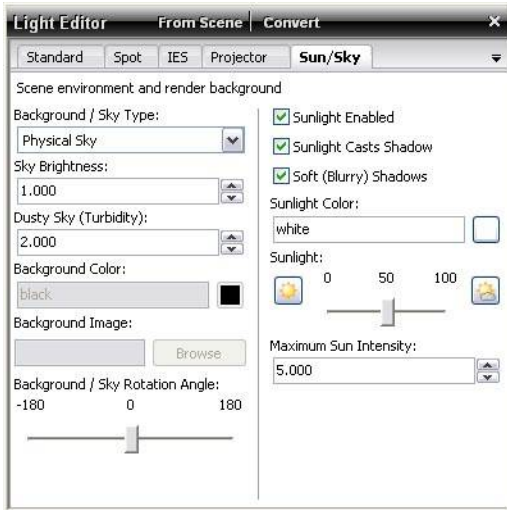 Light Editor From Scene Convert
Standard Spot IES Projector Sun/Sky
Scene environment and render background
Background / Sky Type:
Physical Sky
Sky Brightness:
1.000
Dusty Sky (Turbidity):
2.000
Background Color:
black
Background Image:
Browse
Background / Sky Rotation Angle:
-180 0 180
Sunlight Enabled
Sunlight Casts Shadow
Soft (Blurry) Shadows
Sunlight Color:
white
Sunlight:
0 50 100
Maximum Sun Intensity:
5.000